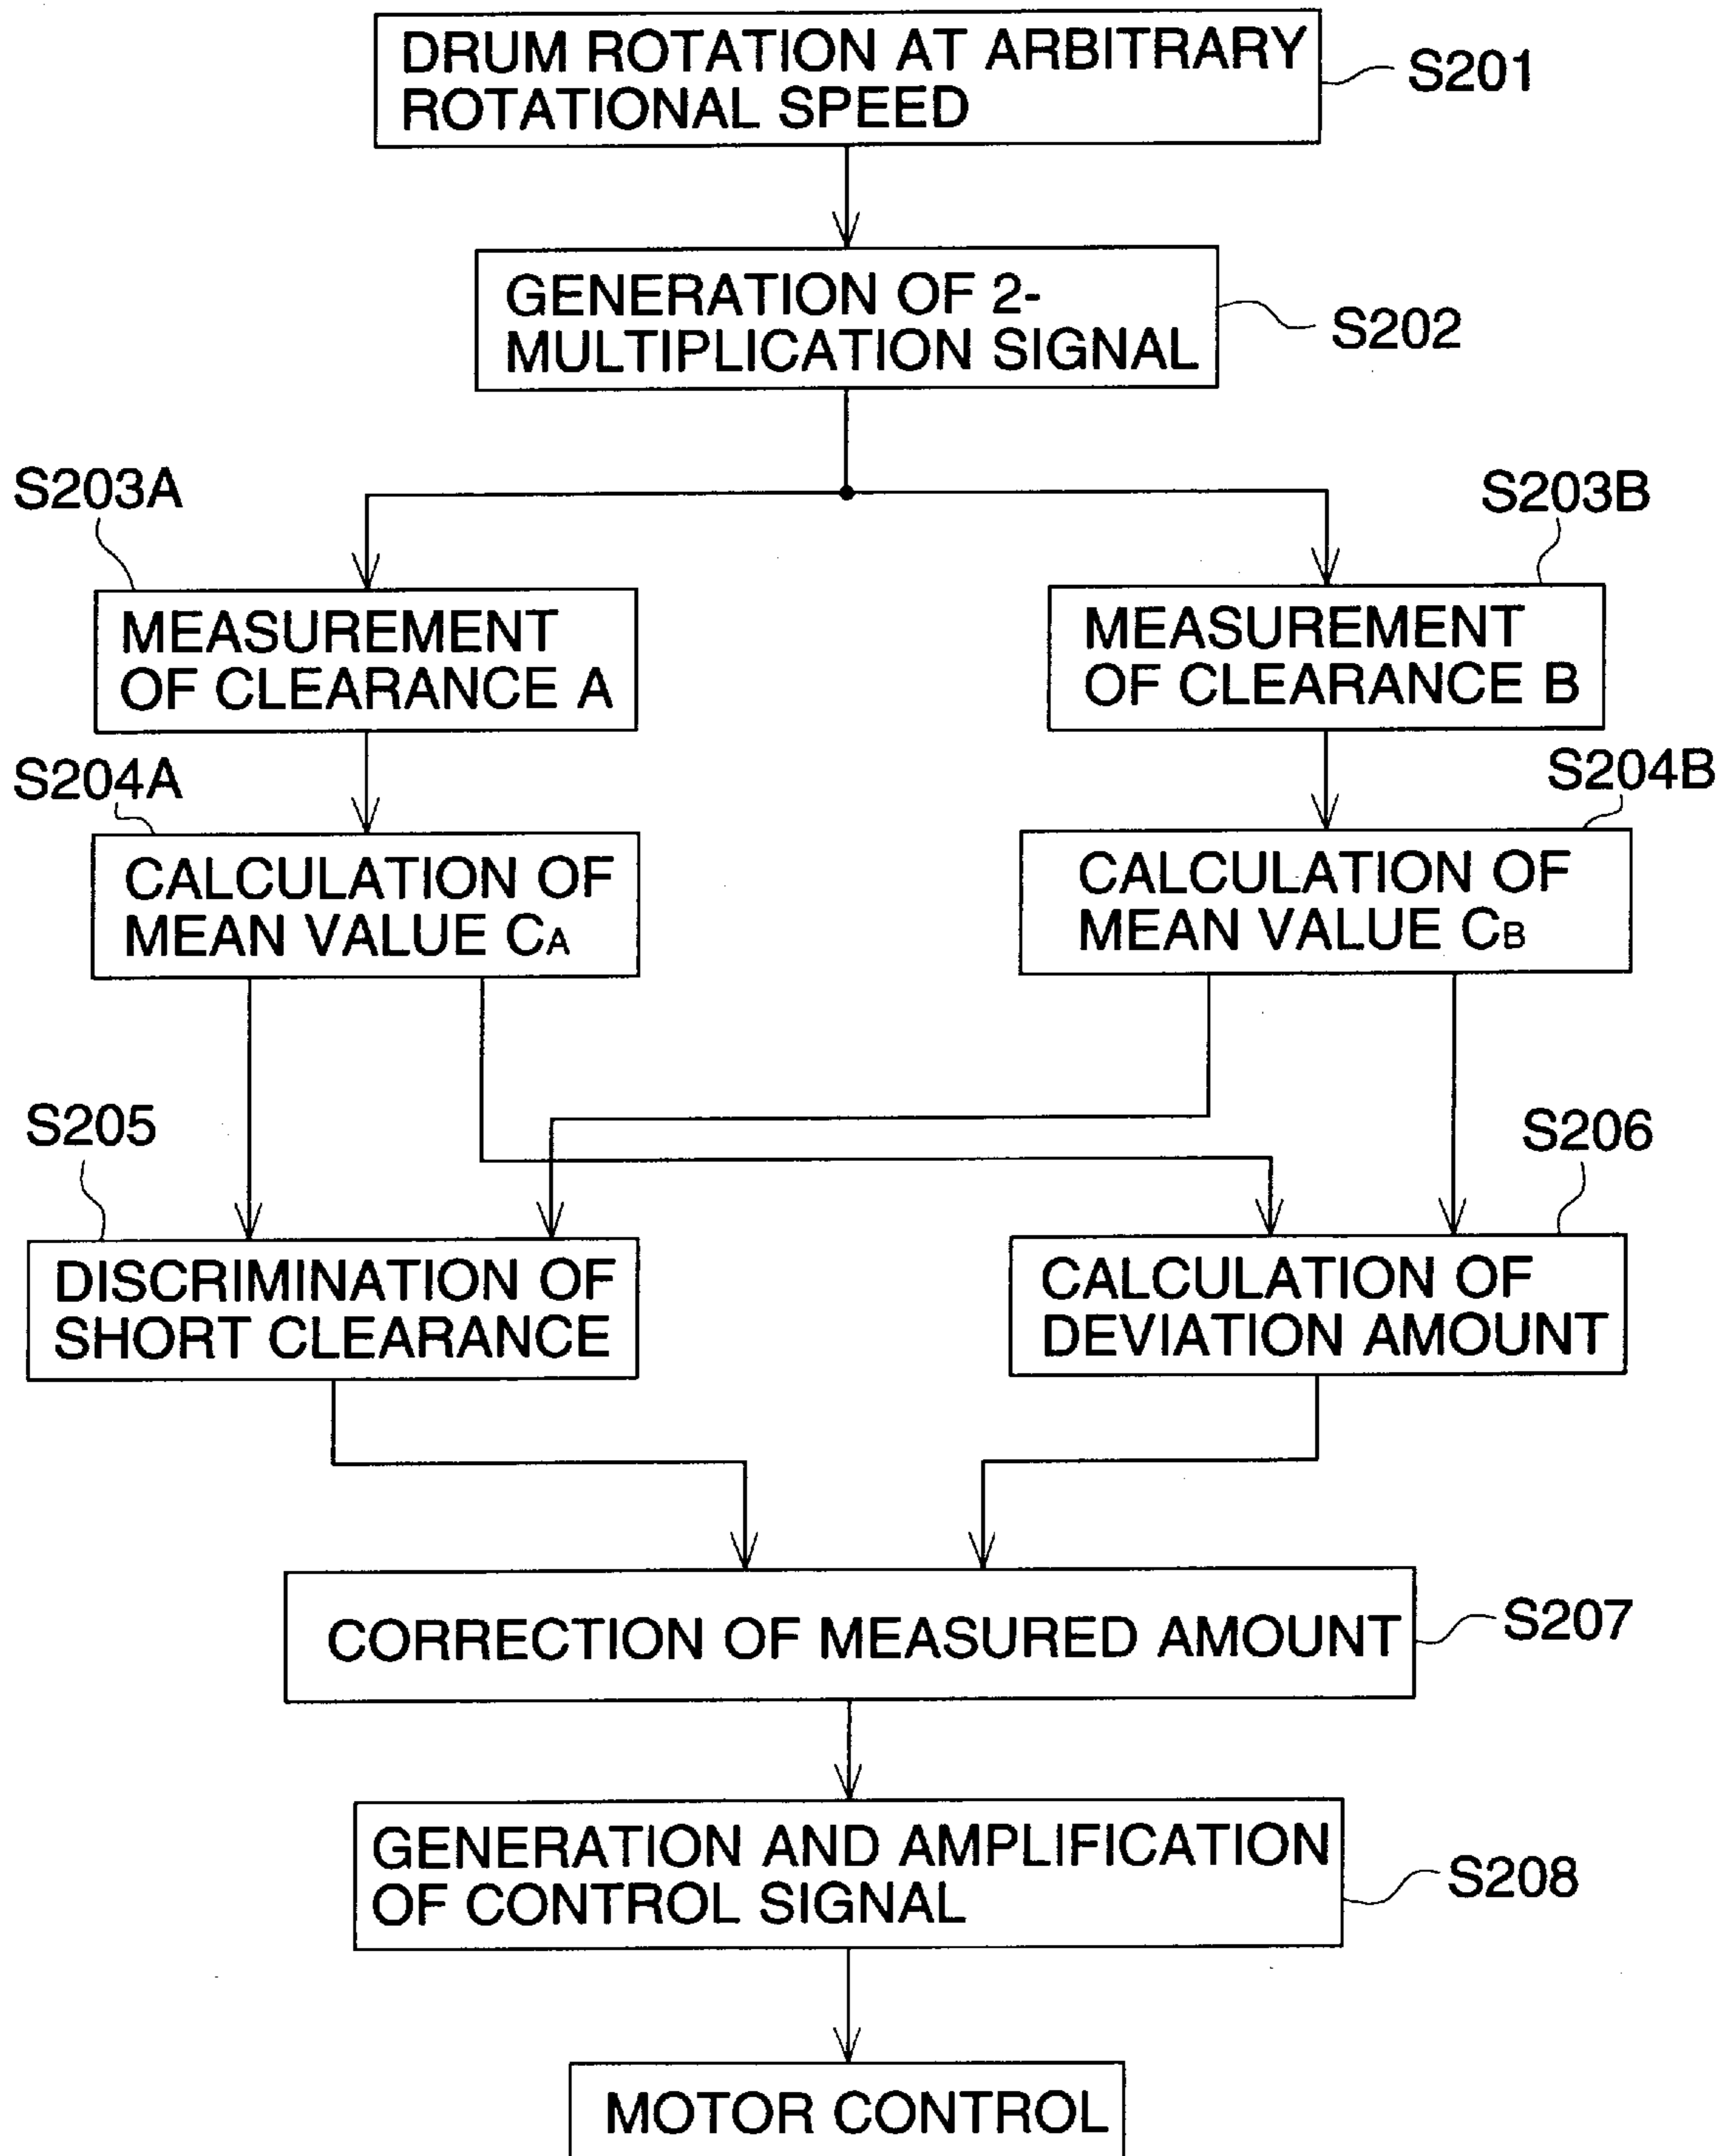 DRUM ROTATION AT ARBITRARY
ROTATIONAL SPEED
S201
GENERATION OF 2-
MULTIPLICATION SIGNAL
S202
S203A
S203B
MEASUREMENT
OF CLEARANCE A
MEASUREMENT
OF CLEARANCE B
S204A
S204B
CALCULATION OF
MEAN VALUE CA
CALCULATION OF
MEAN VALUE CB
S205
S206
DISCRIMINATION OF
SHORT CLEARANCE
CALCULATION OF
DEVIATION AMOUNT
CORRECTION OF MEASURED AMOUNT
S207
GENERATION AND AMPLIFICATION
OF CONTROL SIGNAL
S208
MOTOR CONTROL